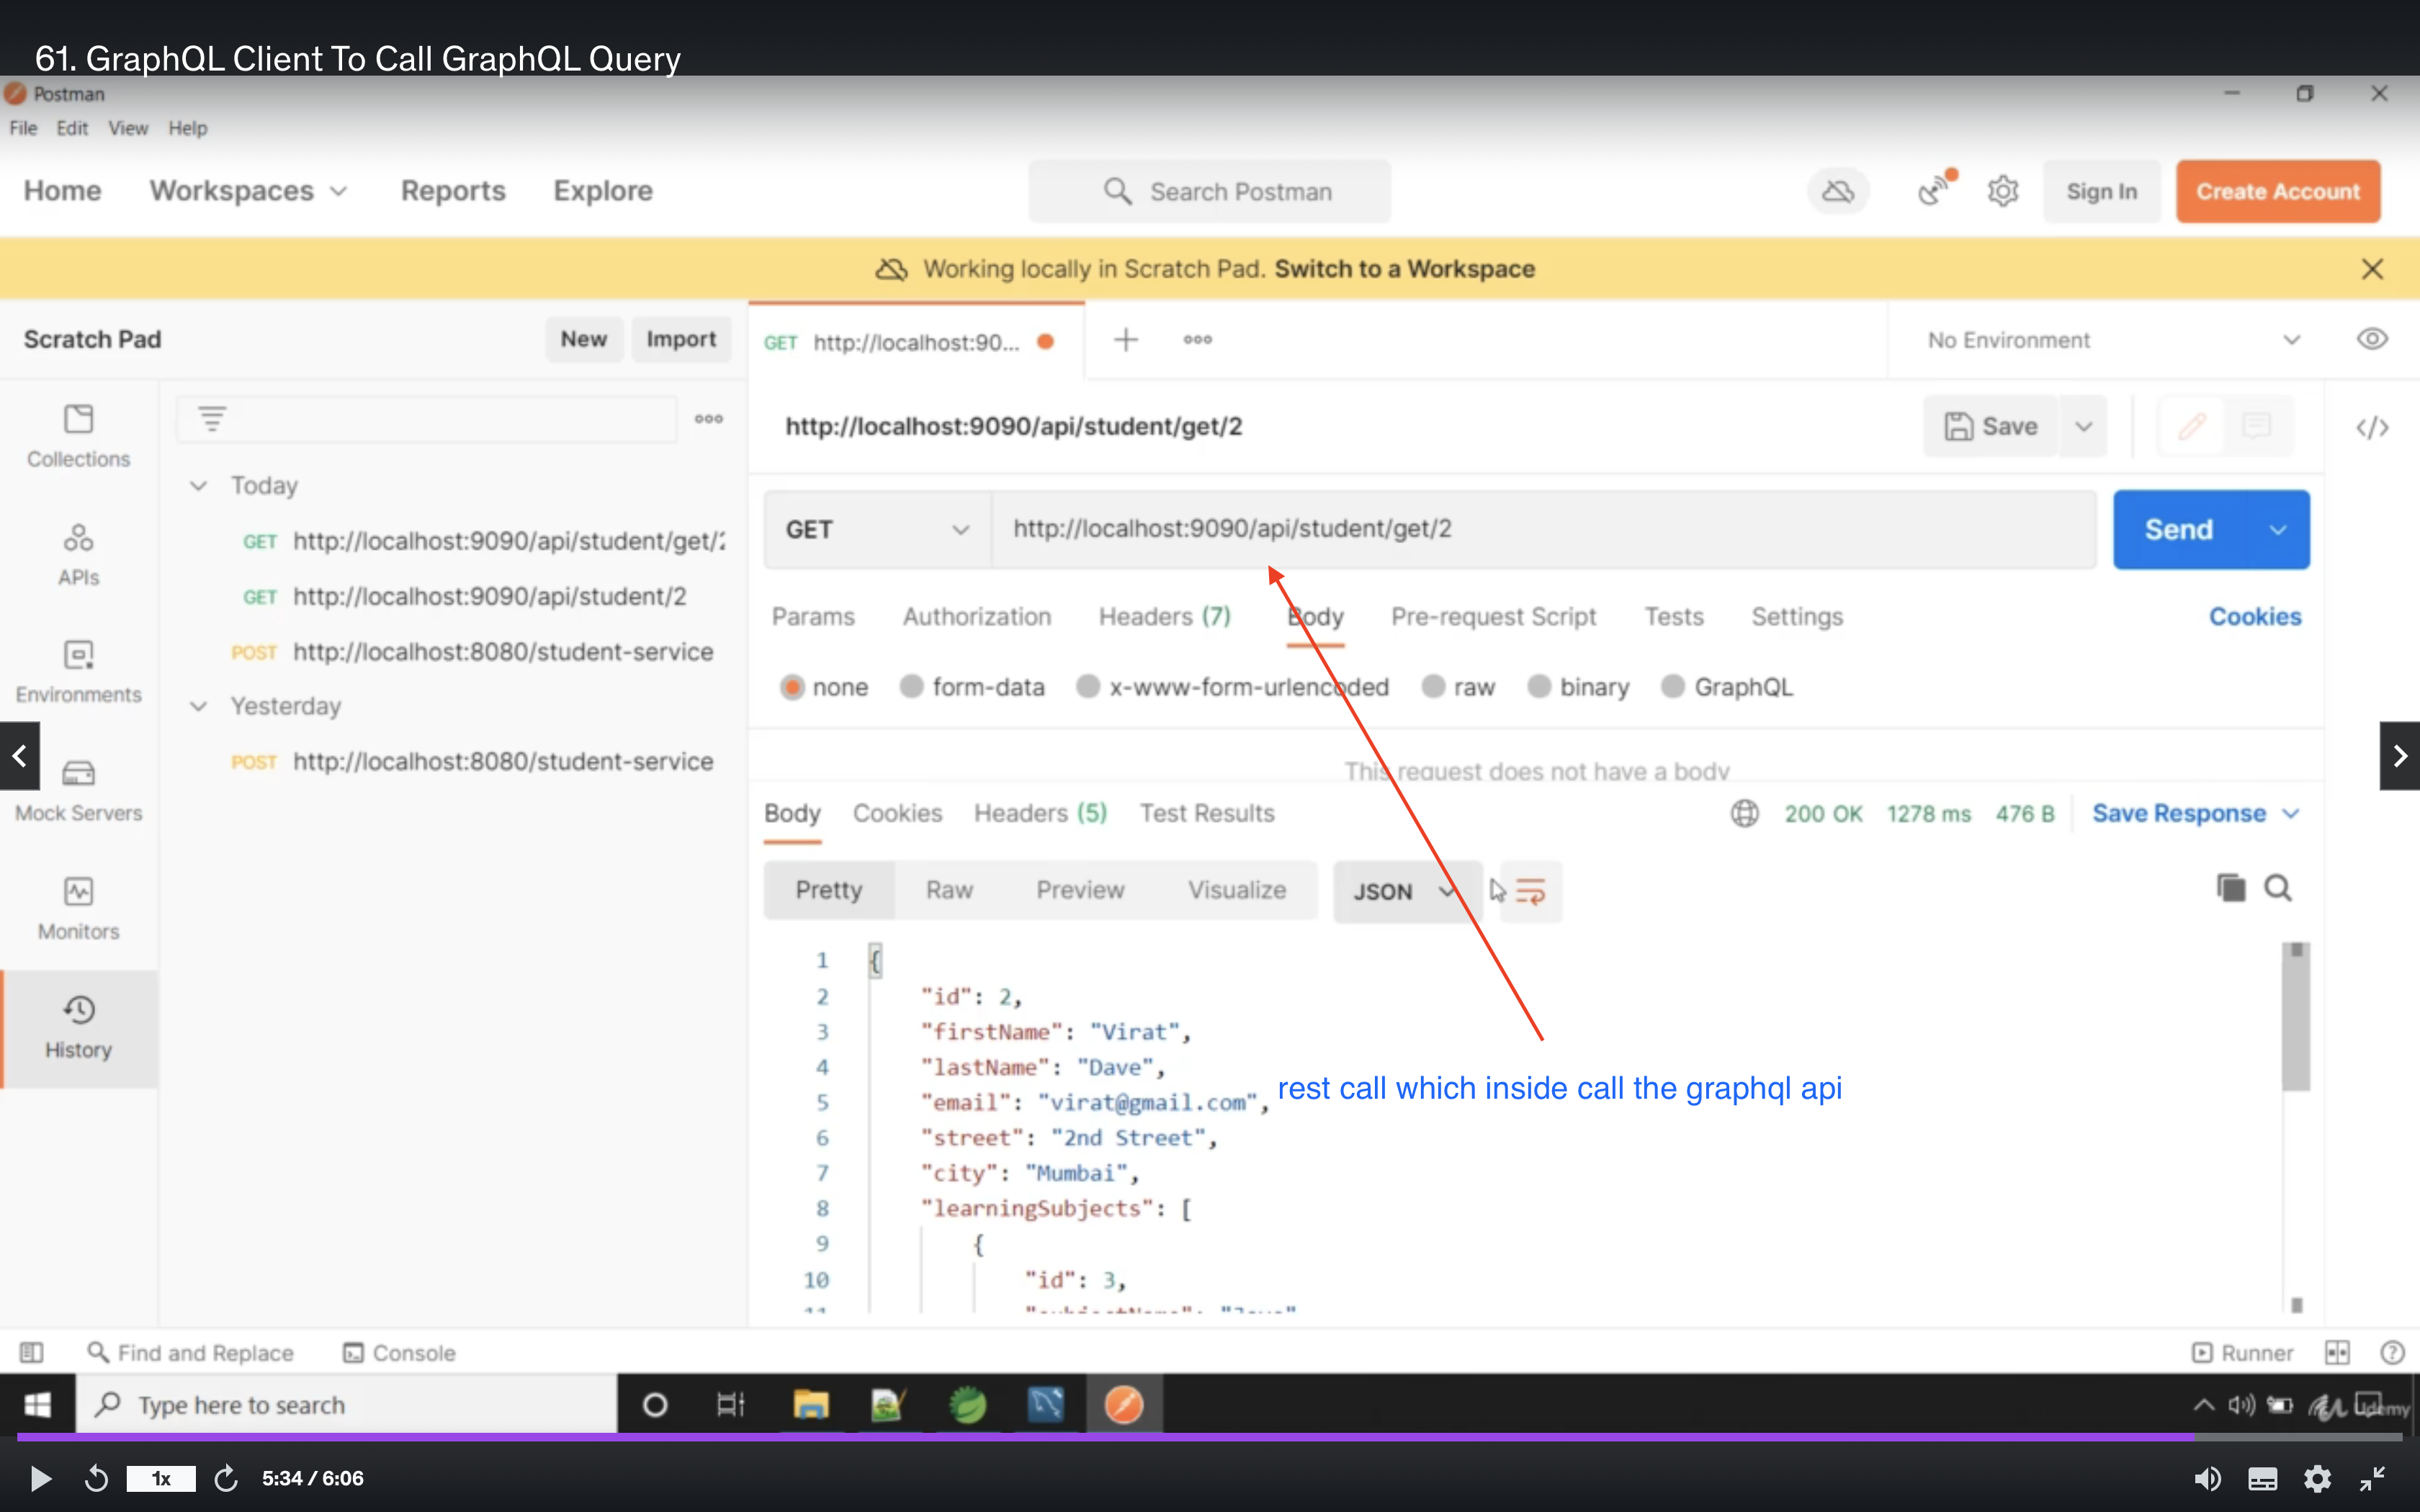 61. GraphQL Client To Call GraphQL Query
Postman
File Edit View Help
Home Workspaces Reports Explore
Search Postman
Sign In Create Account
Working locally in Scratch Pad. Switch to a Workspace
Scratch Pad New Import
GET http://localhost:90...
No Environment
Collections
APIs
Environments
Mock Servers
Monitors
History
Today
GET http://localhost:9090/api/student/get/2
GET http://localhost:9090/api/student/2
POST http://localhost:8080/student-service
Yesterday
POST http://localhost:8080/student-service
http://localhost:9090/api/student/get/2
Save
GET http://localhost:9090/api/student/get/2
Send
Params Authorization Headers (7) Body Pre-request Script Tests Settings Cookies
none form-data x-www-form-urlencoded raw binary GraphQL
This request does not have a body
Body Cookies Headers (5) Test Results 200 OK 1278 ms 476 B Save Response
Pretty Raw Preview Visualize JSON
1 {
2 "id": 2,
3 "firstName": "Virat",
4 "lastName": "Dave",
5 "email": "virat@gmail.com",
6 "street": "2nd Street",
7 "city": "Mumbai",
8 "learningSubjects": [
9 {
10 "id": 3,
rest call which inside call the graphql api
Find and Replace Console
Runner
Type here to search
Udemy
1x 5:34 / 6:06